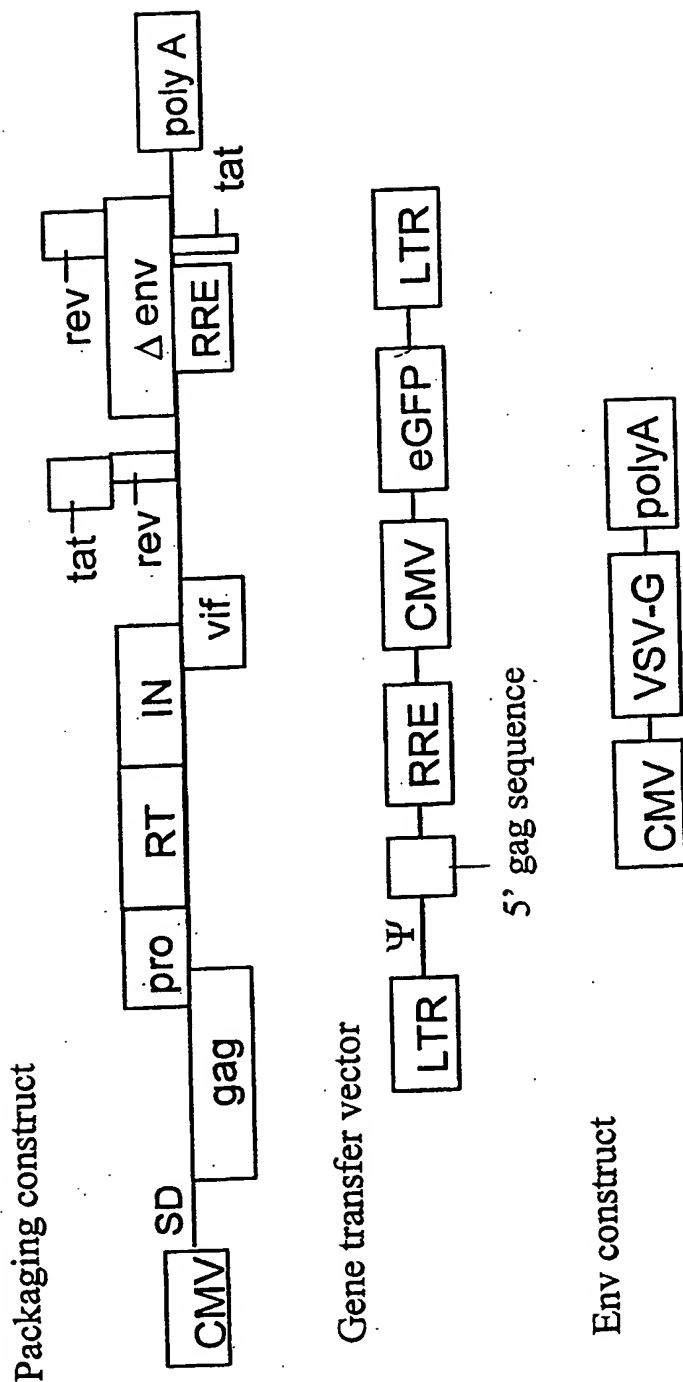 Packaging construct
CMV
SD
gag
pro
RT
IN
vif
tat
rev
rev
Δ env
RRE
tat
poly A
Gene transfer vector
LTR
Ψ
5' gag sequence
RRE
CMV
eGFP
LTR
Env construct
CMV
VSV-G
polyA